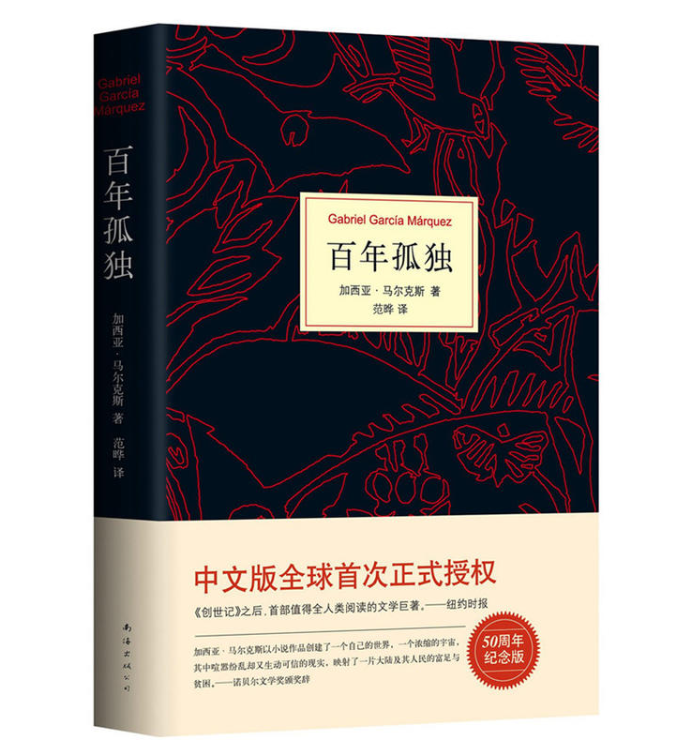 Gabriel
García
Márquez
百年孤独
加西亚·马尔克斯 著
范晔 译
南海出版公司
Gabriel García Márquez
百年孤独
加西亚·马尔克斯 著
范晔 译
中文版全球首次正式授权
《创世记》之后，首部值得全人类阅读的文学巨著。——纽约时报
加西亚·马尔克斯以小说作品创建了一个自己的世界，一个浓缩的宇宙，
其中喧嚣纷乱却又生动可信的现实，映射了一片大陆及其人民的富足与
贫困。——诺贝尔文学奖颁奖辞
50周年
纪念版